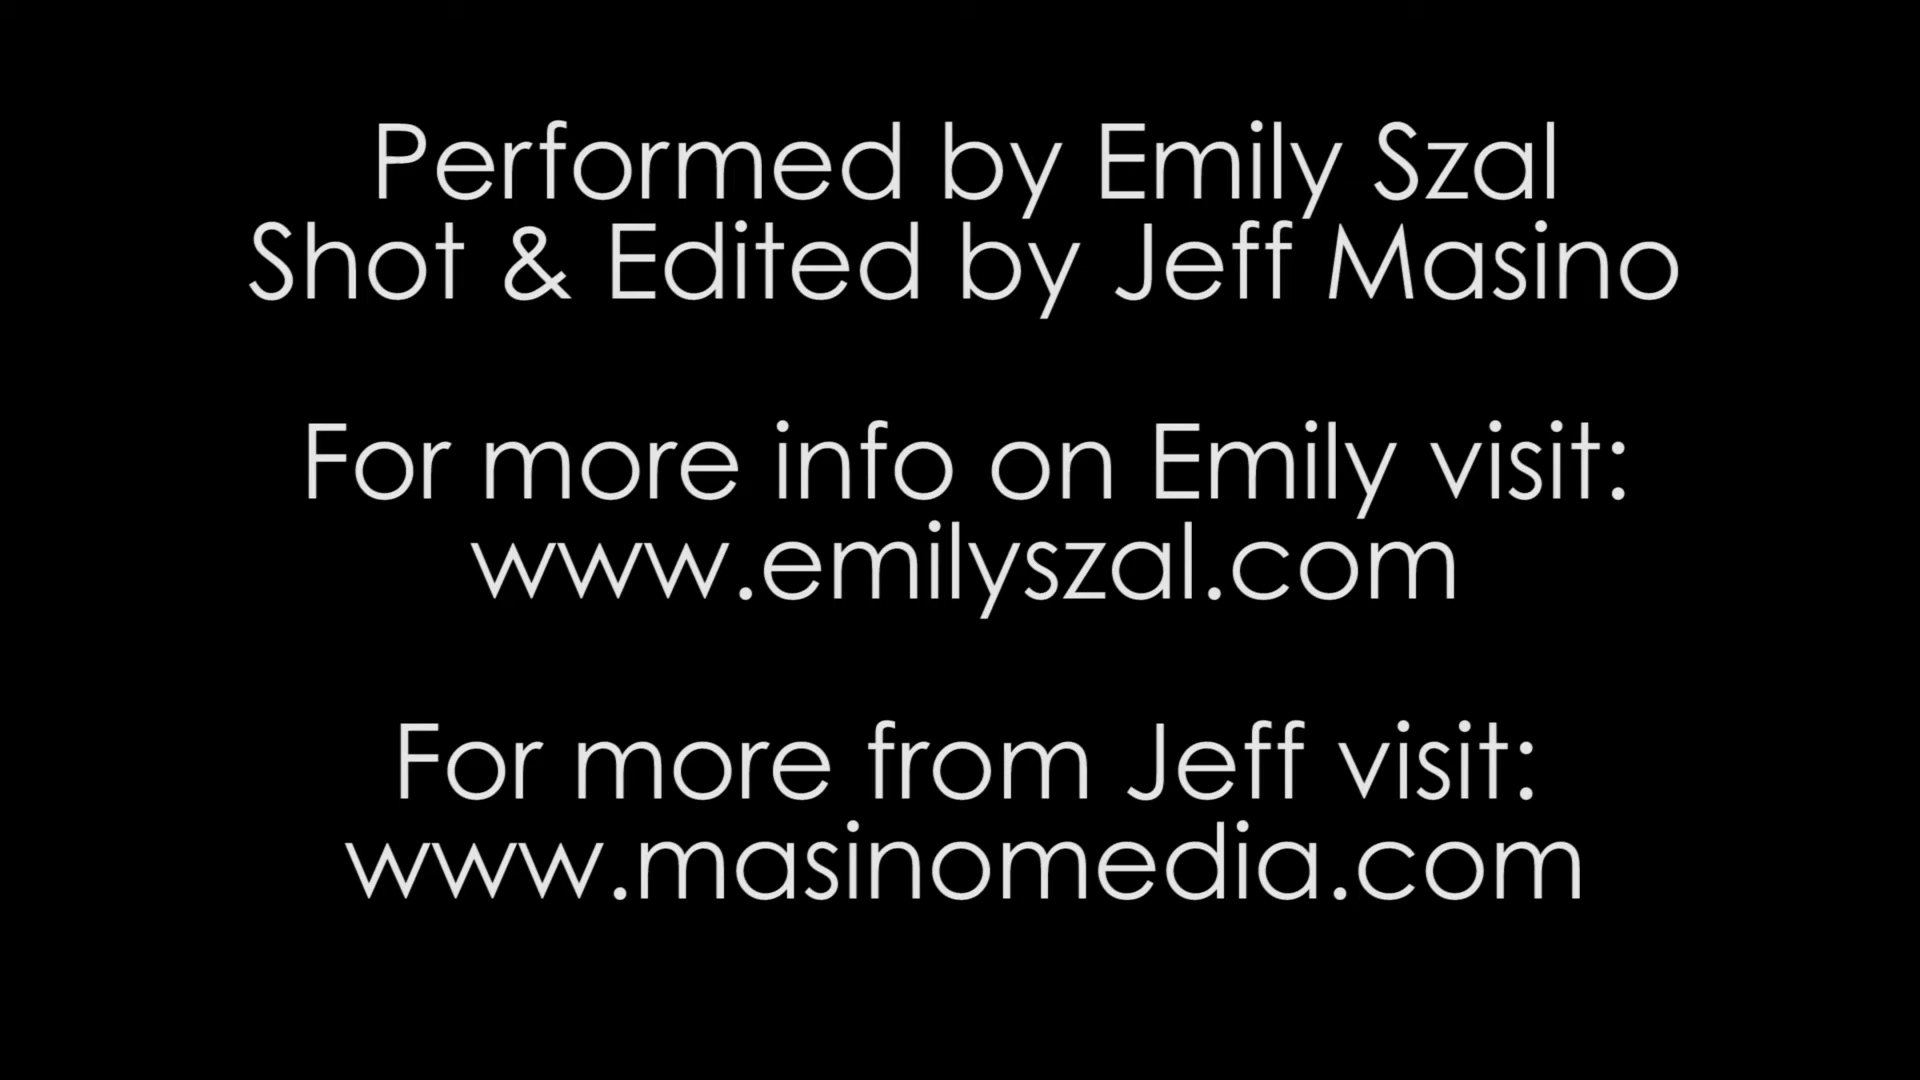 Performed by Emily Szal
Shot & Edited by Jeff Masino
For more info on Emily visit:
www.emilyszal.com
For more from Jeff visit:
www.masinomedia.com